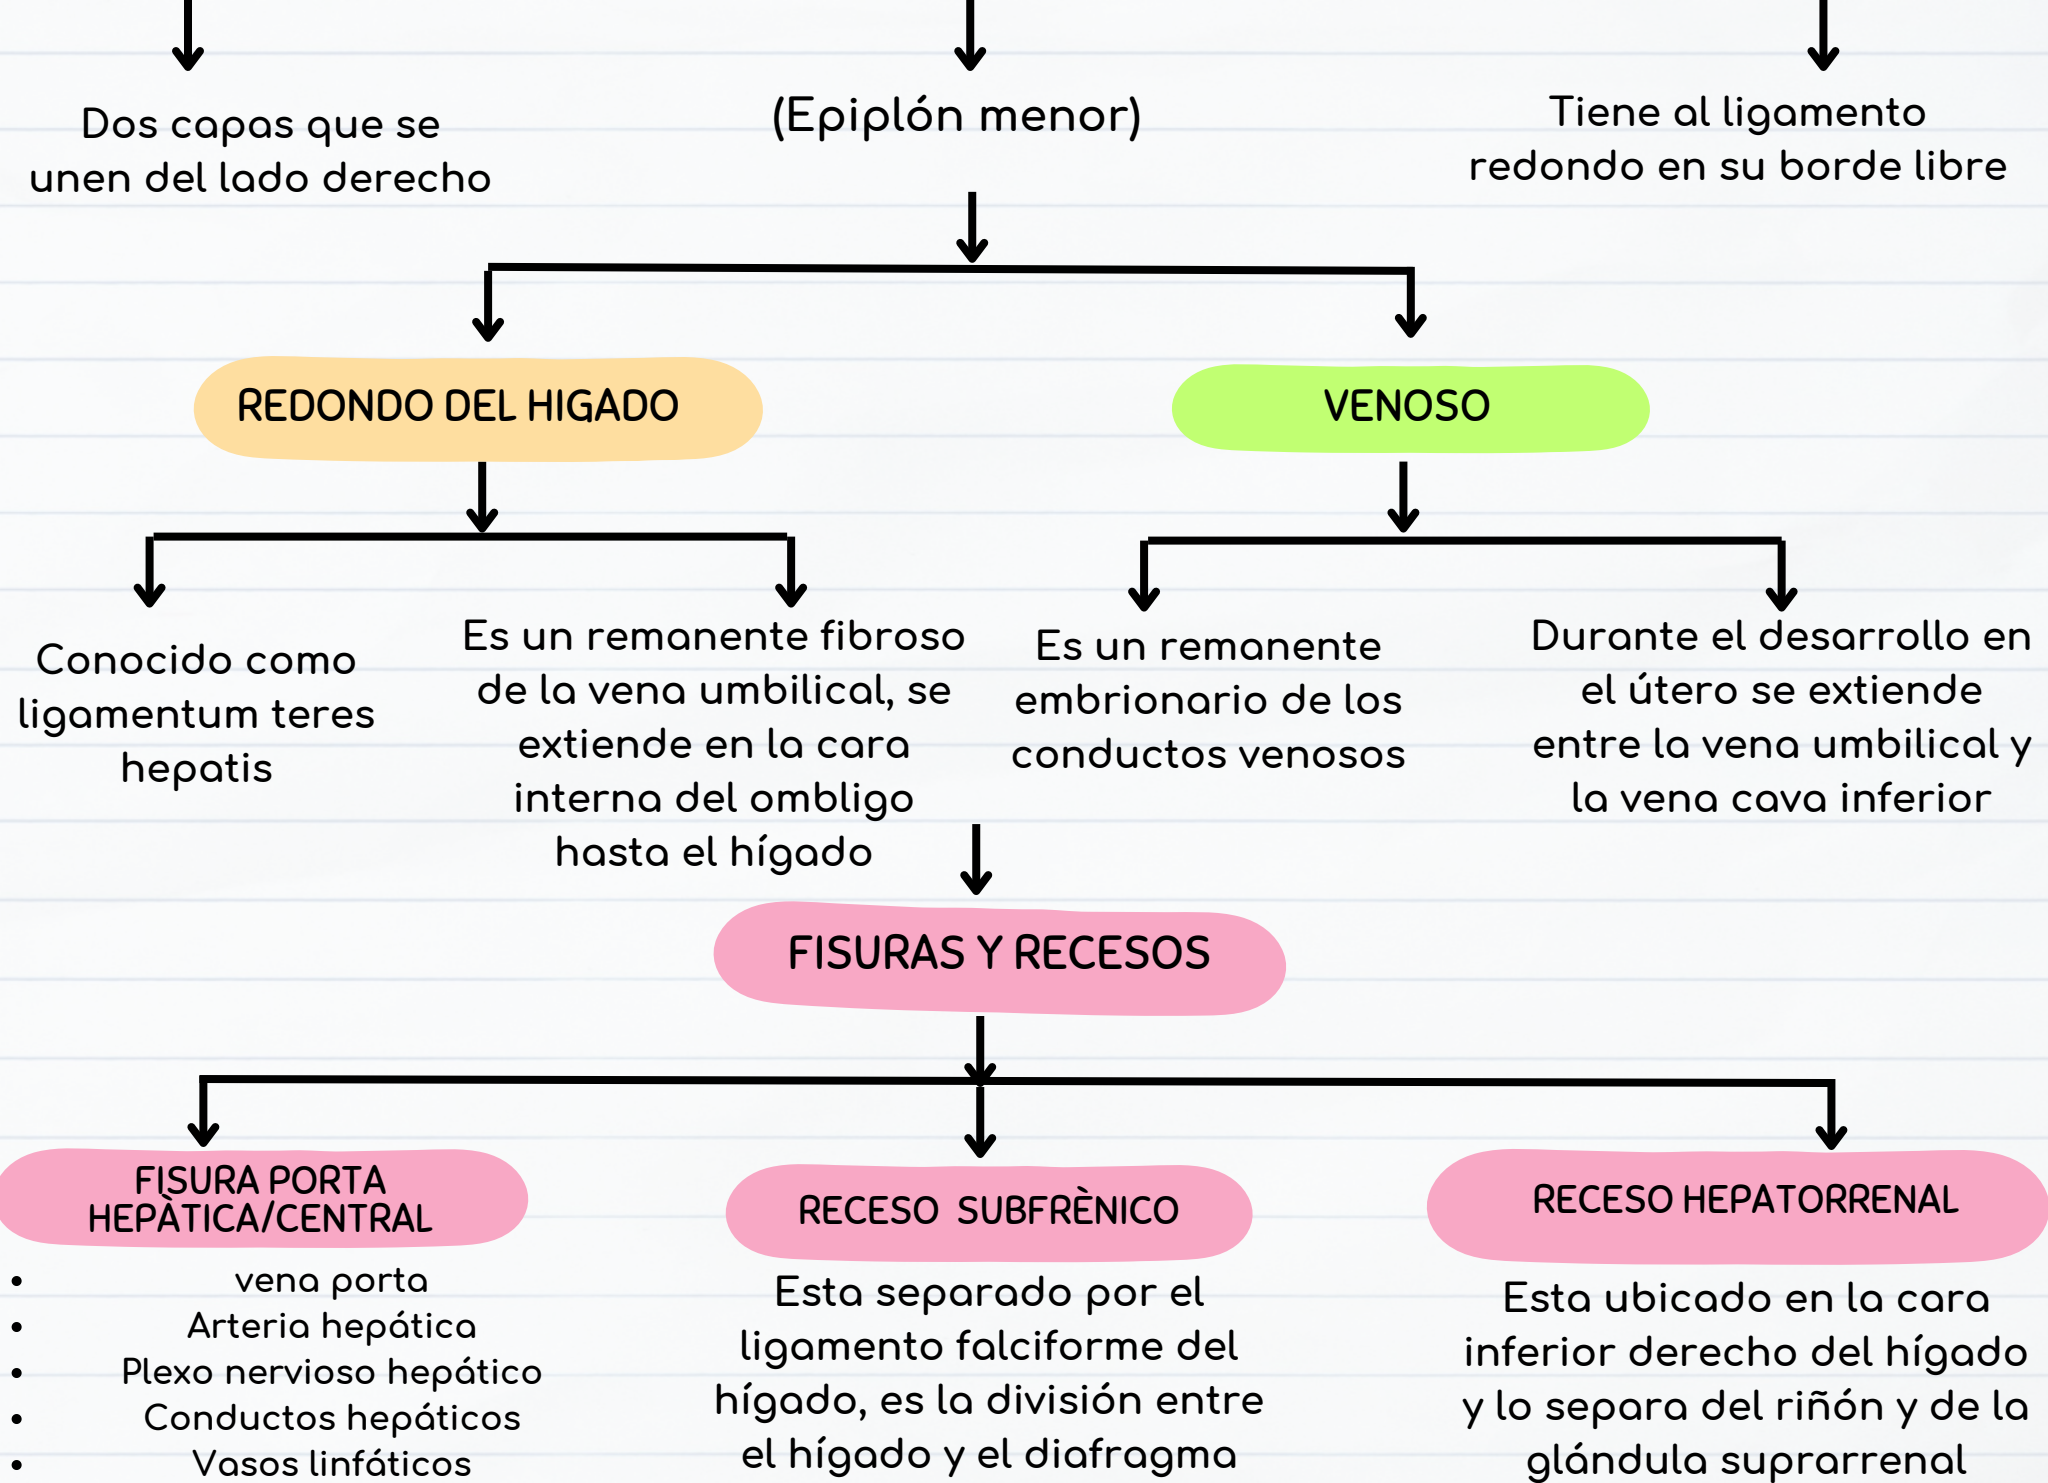 Dos capas que se
unen del lado derecho
(Epiplón menor)
Tiene al ligamento
redondo en su borde libre
REDONDO DEL HIGADO
VENOSO
Conocido como
ligamentum teres
hepatis
Es un remanente fibroso
de la vena umbilical, se
extiende en la cara
interna del ombligo
hasta el hígado
Es un remanente
embrionario de los
conductos venosos
Durante el desarrollo en
el útero se extiende
entre la vena umbilical y
la vena cava inferior
FISURAS Y RECESOS
FISURA PORTA
HEPÀTICA/CENTRAL
• vena porta
• Arteria hepática
• Plexo nervioso hepático
• Conductos hepáticos
• Vasos linfáticos
RECESO SUBFRÈNICO
Esta separado por el
ligamento falciforme del
hígado, es la división entre
el hígado y el diafragma
RECESO HEPATORRENAL
Esta ubicado en la cara
inferior derecho del hígado
y lo separa del riñón y de la
glándula suprarrenal